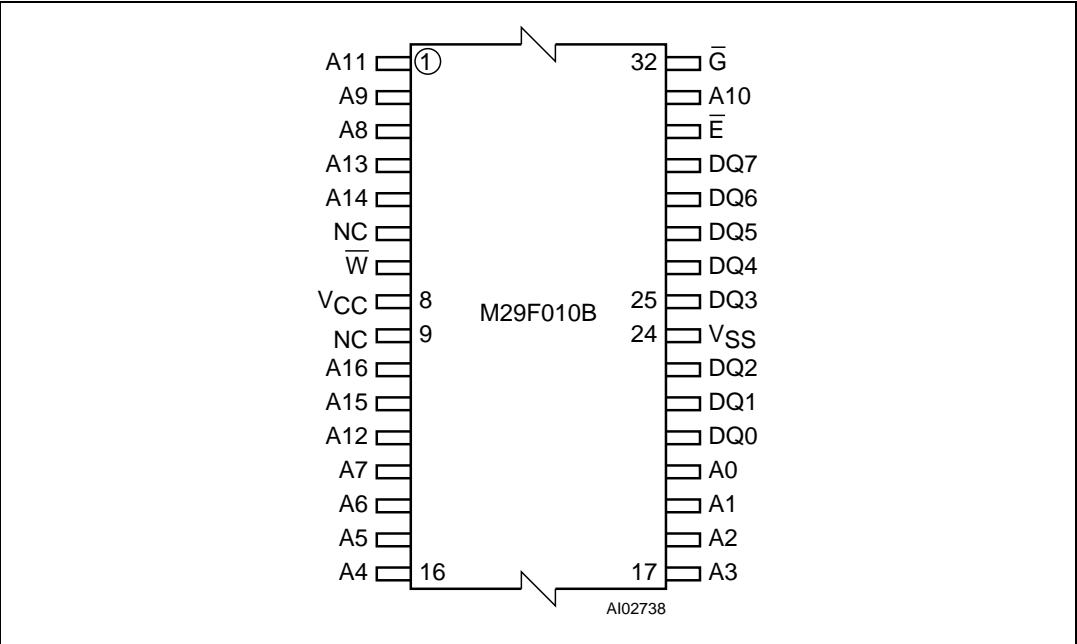 A11 1 32 G̅
A9 A10
A8 E̅
A13 DQ7
A14 DQ6
NC DQ5
W̅ DQ4
VCC 8 25 DQ3
M29F010B
NC 9 24 VSS
A16 DQ2
A15 DQ1
A12 DQ0
A7 A0
A6 A1
A5 A2
A4 16 17 A3
AI02738